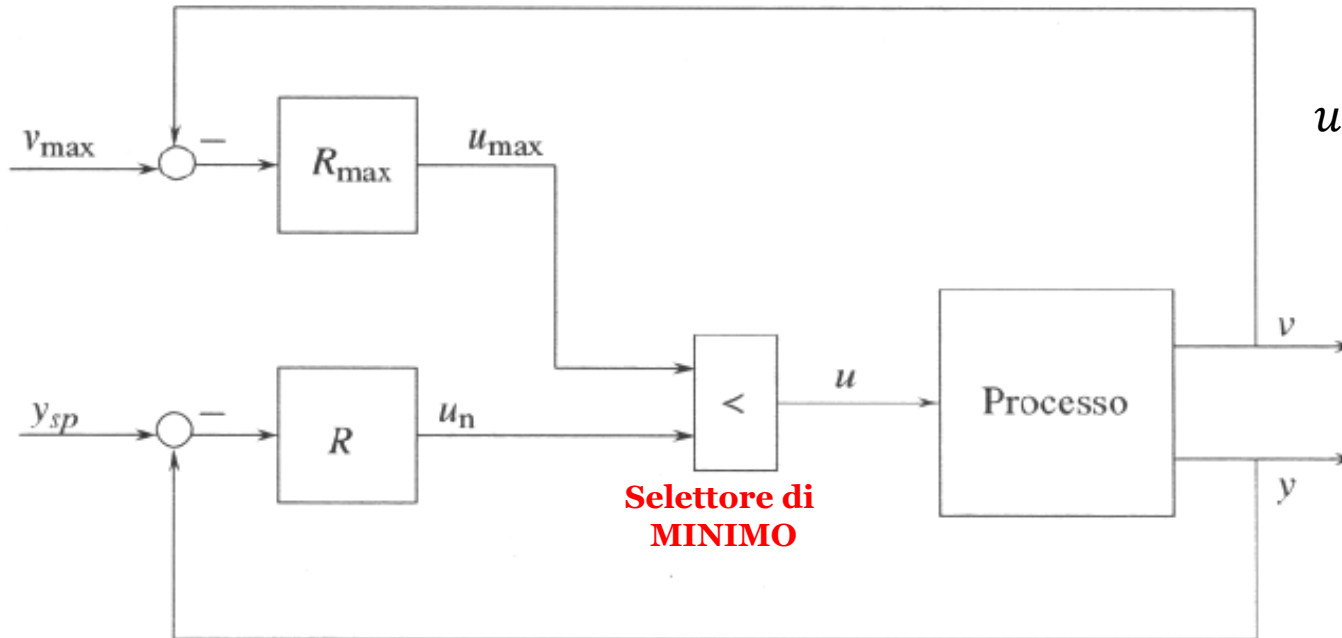 u
v_max
−
R_max
u_max
v
y_sp
−
R
u_n
<
u
Processo
y
Selettore di
MINIMO